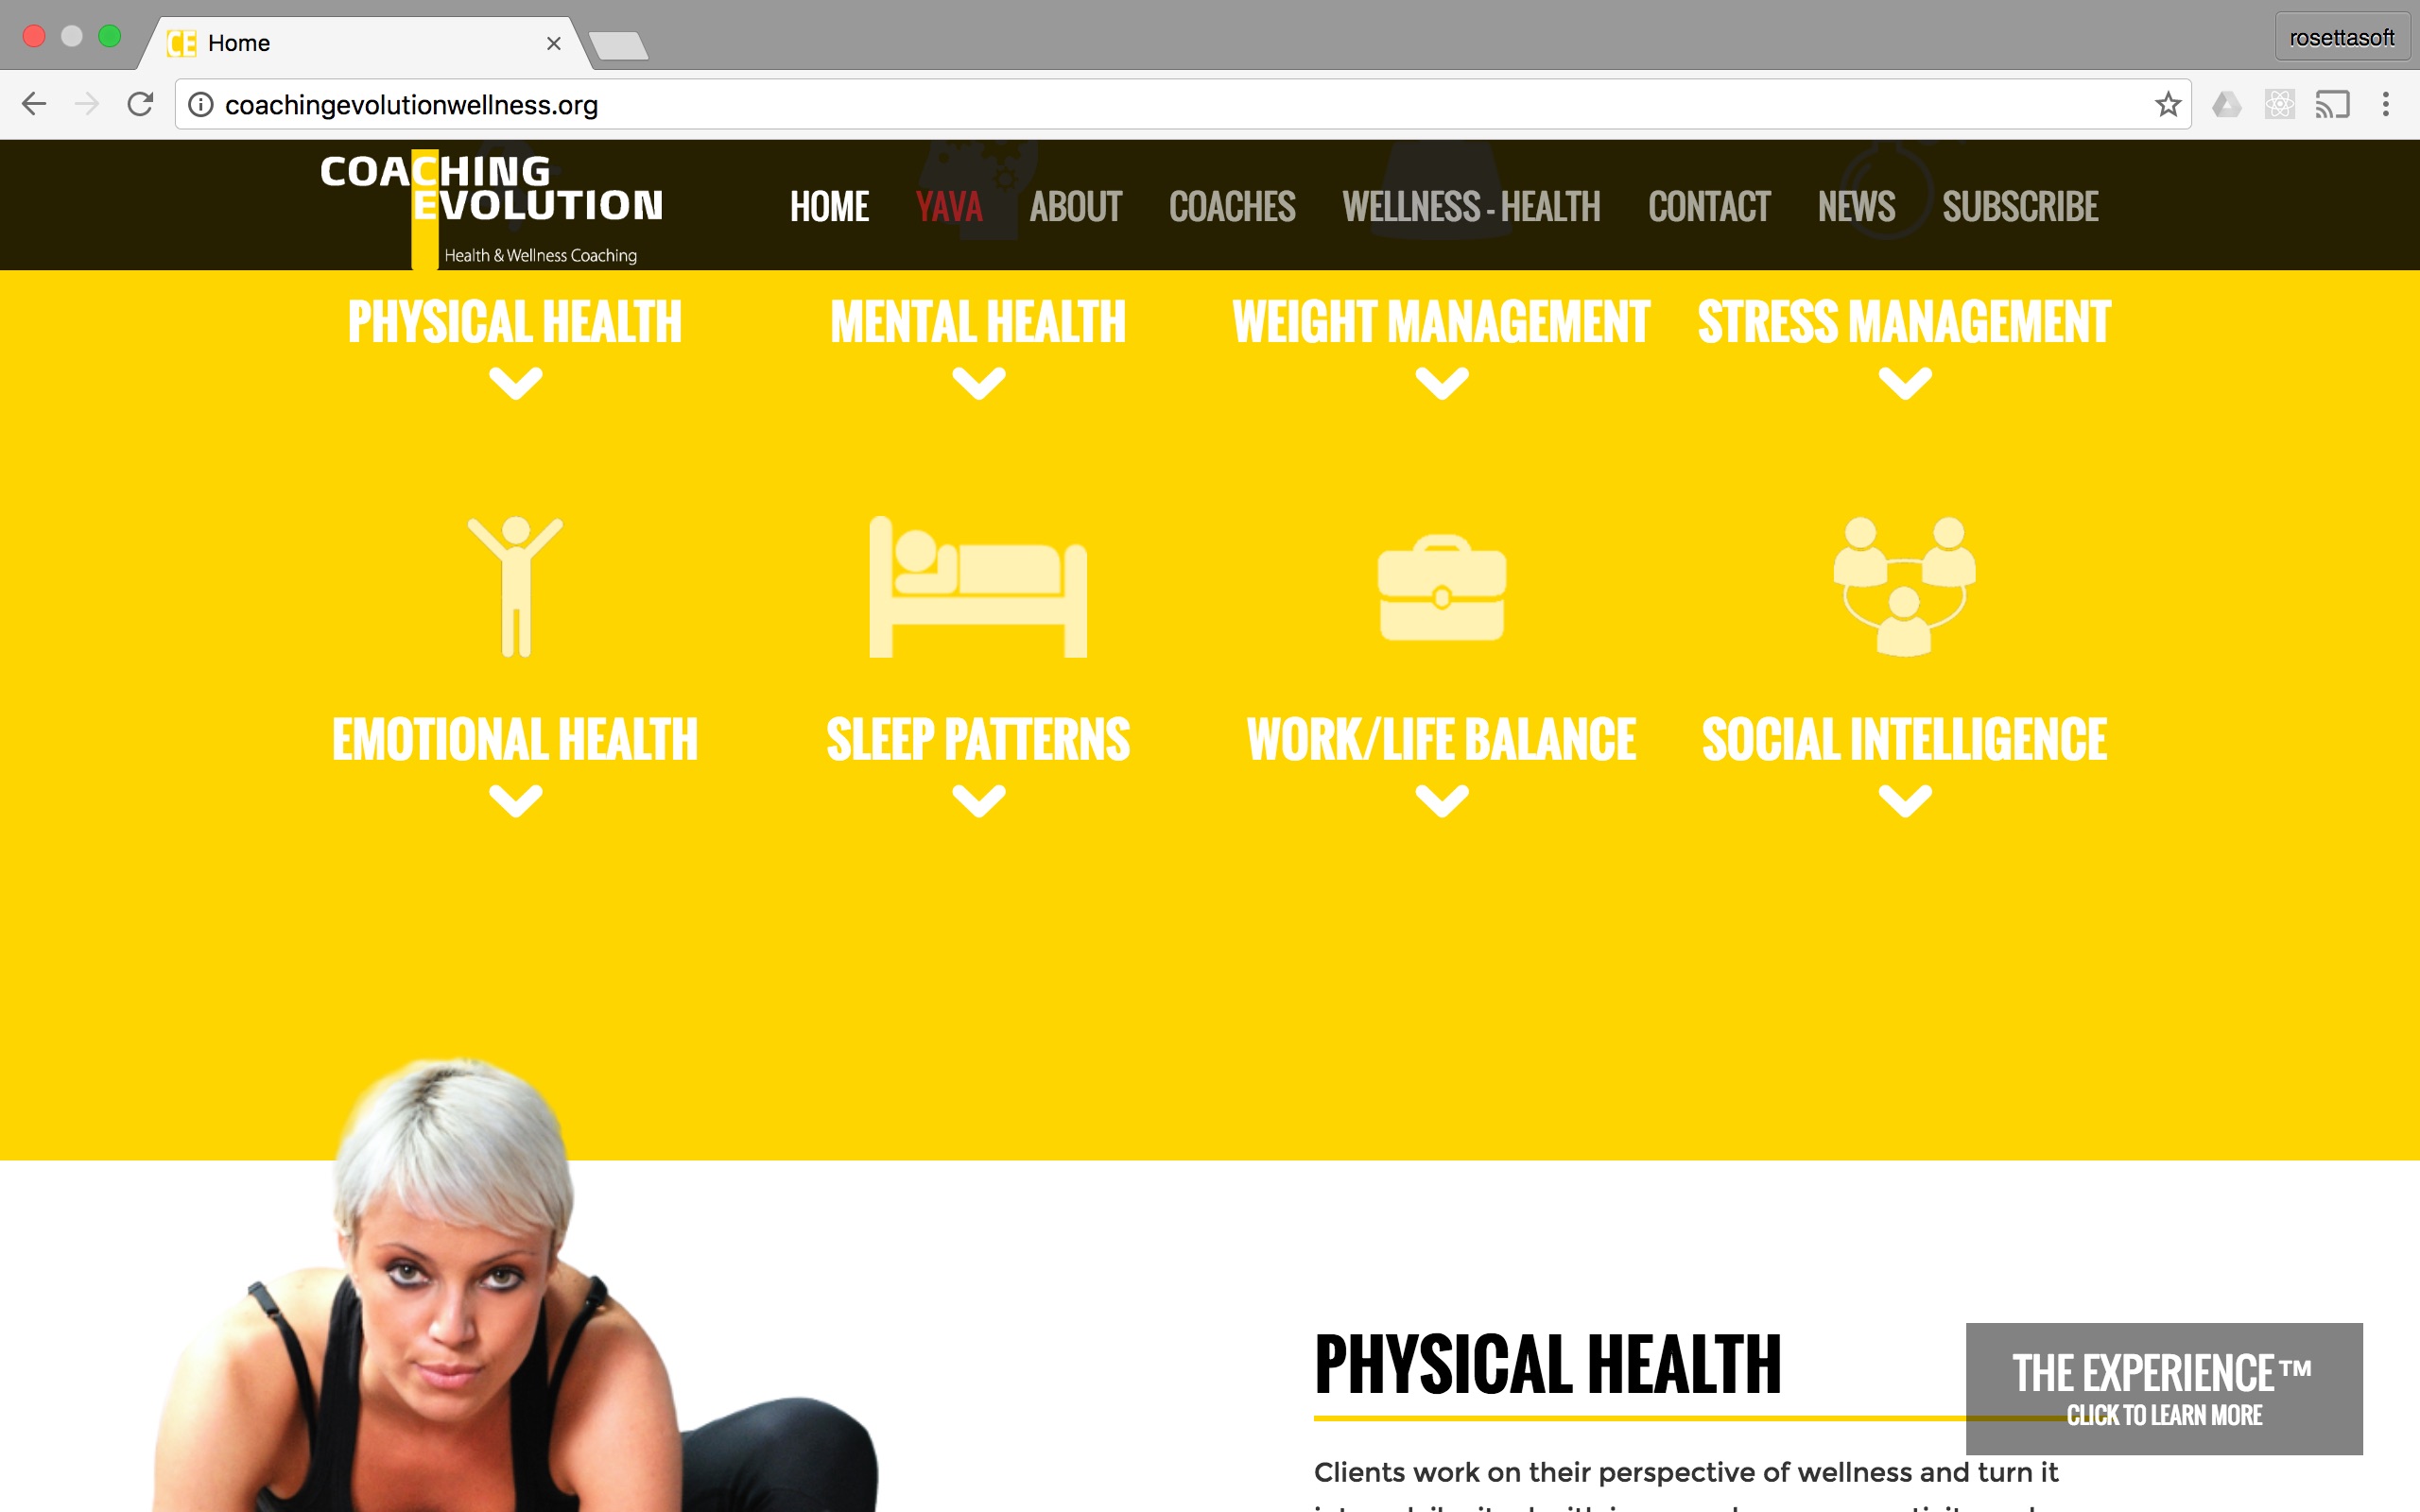 CE Home
rosettasoft
coachingevolutionwellness.org
COACHING
EVOLUTION
Health & Wellness Coaching
HOME YAVA ABOUT COACHES WELLNESS - HEALTH CONTACT NEWS SUBSCRIBE
PHYSICAL HEALTH MENTAL HEALTH WEIGHT MANAGEMENT STRESS MANAGEMENT
EMOTIONAL HEALTH SLEEP PATTERNS WORK/LIFE BALANCE SOCIAL INTELLIGENCE
PHYSICAL HEALTH
THE EXPERIENCE™
CLICK TO LEARN MORE
Clients work on their perspective of wellness and turn it